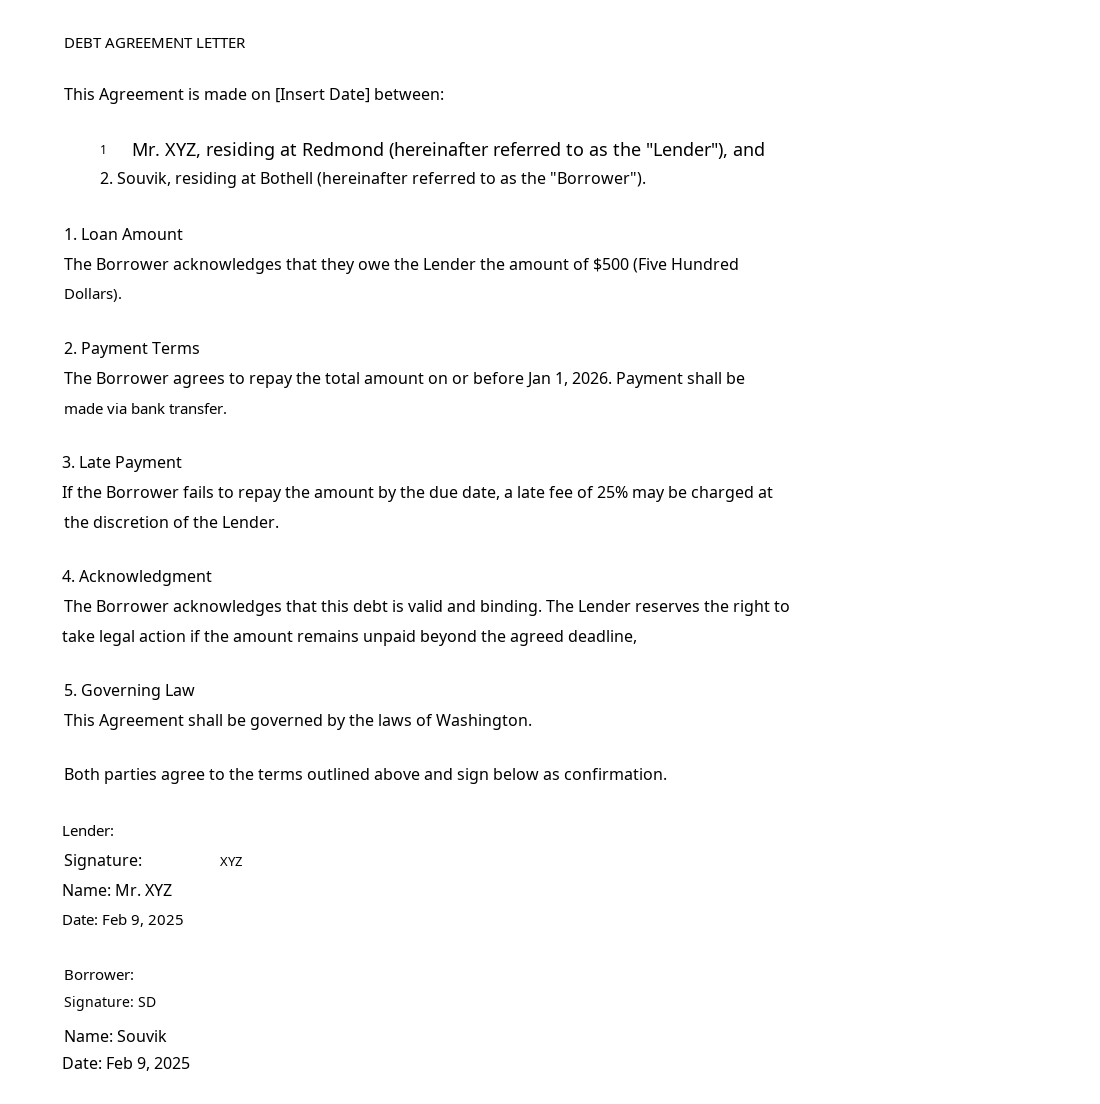 DEBT AGREEMENT LETTER
This Agreement is made on [Insert Date] between:
1 Mr. XYZ, residing at Redmond (hereinafter referred to as the "Lender"), and
2. Souvik, residing at Bothell (hereinafter referred to as the "Borrower").
1. Loan Amount
The Borrower acknowledges that they owe the Lender the amount of $500 (Five Hundred
Dollars).
2. Payment Terms
The Borrower agrees to repay the total amount on or before Jan 1, 2026. Payment shall be
made via bank transfer.
3. Late Payment
If the Borrower fails to repay the amount by the due date, a late fee of 25% may be charged at
the discretion of the Lender.
4. Acknowledgment
The Borrower acknowledges that this debt is valid and binding. The Lender reserves the right to
take legal action if the amount remains unpaid beyond the agreed deadline,
5. Governing Law
This Agreement shall be governed by the laws of Washington.
Both parties agree to the terms outlined above and sign below as confirmation.
Lender:
Signature: XYZ
Name: Mr. XYZ
Date: Feb 9, 2025
Borrower:
Signature: SD
Name: Souvik
Date: Feb 9, 2025